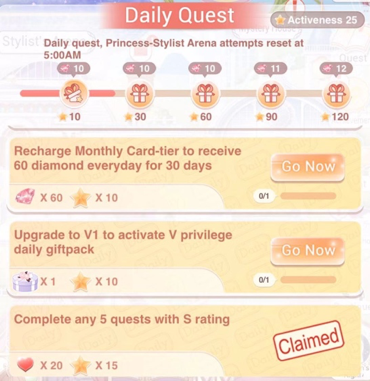 Daily Quest
Activeness 25
Stylist
Daily quest, Princess-Stylist Arena attempts reset at
5:00AM
10 10 10 11 12
10 30 60 90 120
Recharge Monthly Card-tier to receive
60 diamond everyday for 30 days
Go Now
X 60 X 10
0/1
Upgrade to V1 to activate V privilege
daily giftpack
Go Now
X 1 X 10
0/1
Complete any 5 quests with S rating
Claimed
X 20 X 15